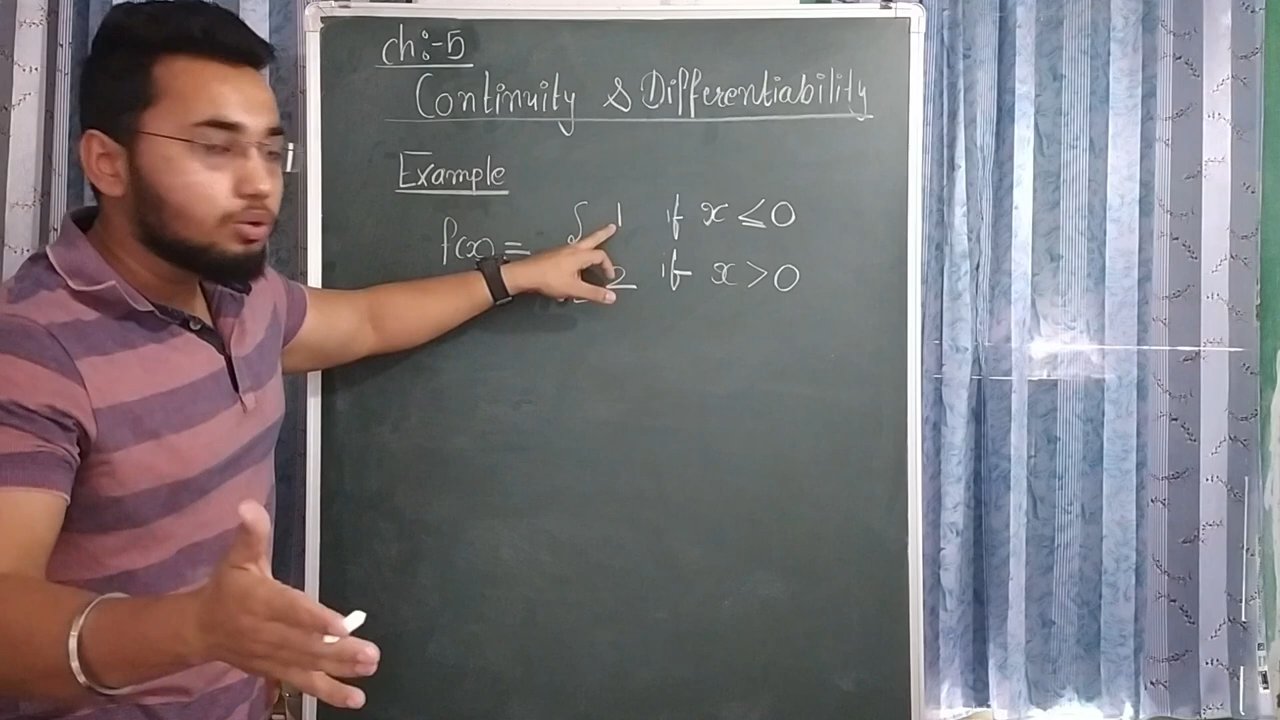 ch:-5
Continuity & Differentiability
Example
f(x) = { 1 if x ≤ 0
2 if x > 0